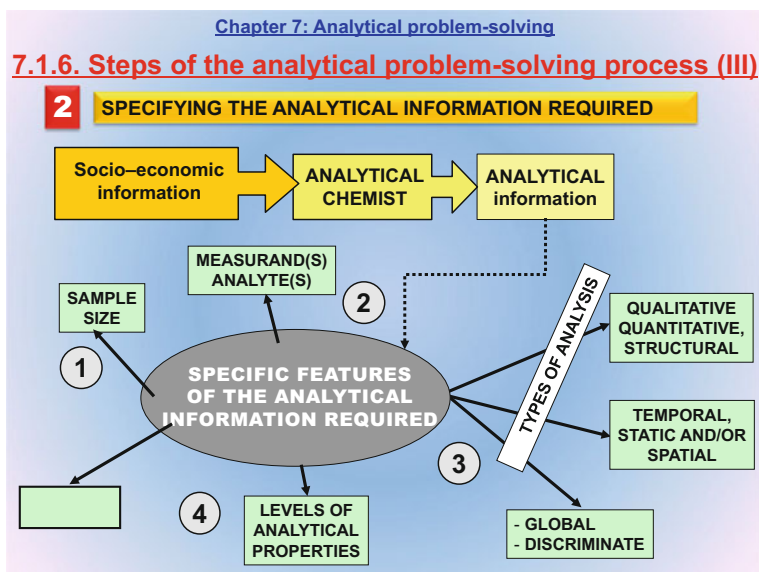 Chapter 7: Analytical problem-solving
7.1.6. Steps of the analytical problem-solving process (III)
2 SPECIFYING THE ANALYTICAL INFORMATION REQUIRED
Socio–economic
information
ANALYTICAL
CHEMIST
ANALYTICAL
information
MEASURAND(S)
ANALYTE(S)
2
SAMPLE
SIZE
1
SPECIFIC FEATURES
OF THE ANALYTICAL
INFORMATION REQUIRED
TYPES OF ANALYSIS
QUALITATIVE
QUANTITATIVE,
STRUCTURAL
TEMPORAL,
STATIC AND/OR
SPATIAL
3
- GLOBAL
- DISCRIMINATE
4
LEVELS OF
ANALYTICAL
PROPERTIES